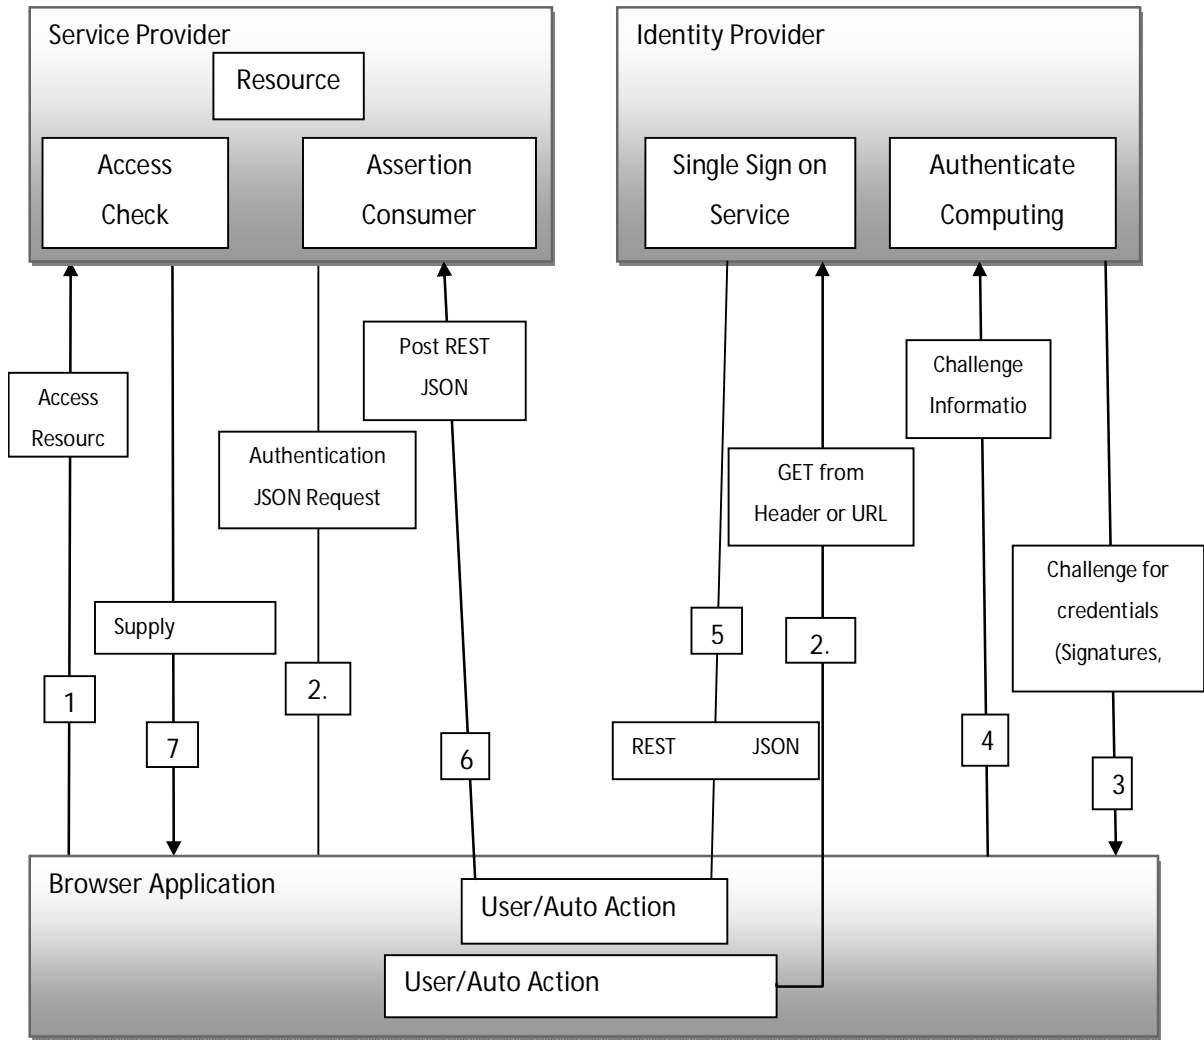 Service Provider
Resource
Access
Check
Assertion
Consumer
Identity Provider
Single Sign on
Service
Authenticate
Computing
Access
Resourc
Supply
Authentication
JSON Request
Post REST
JSON
GET from
Header or URL
Challenge
Informatio
Challenge for
credentials
(Signatures,
1
7
2.
6
5
2.
4
3
REST JSON
Browser Application
User/Auto Action
User/Auto Action